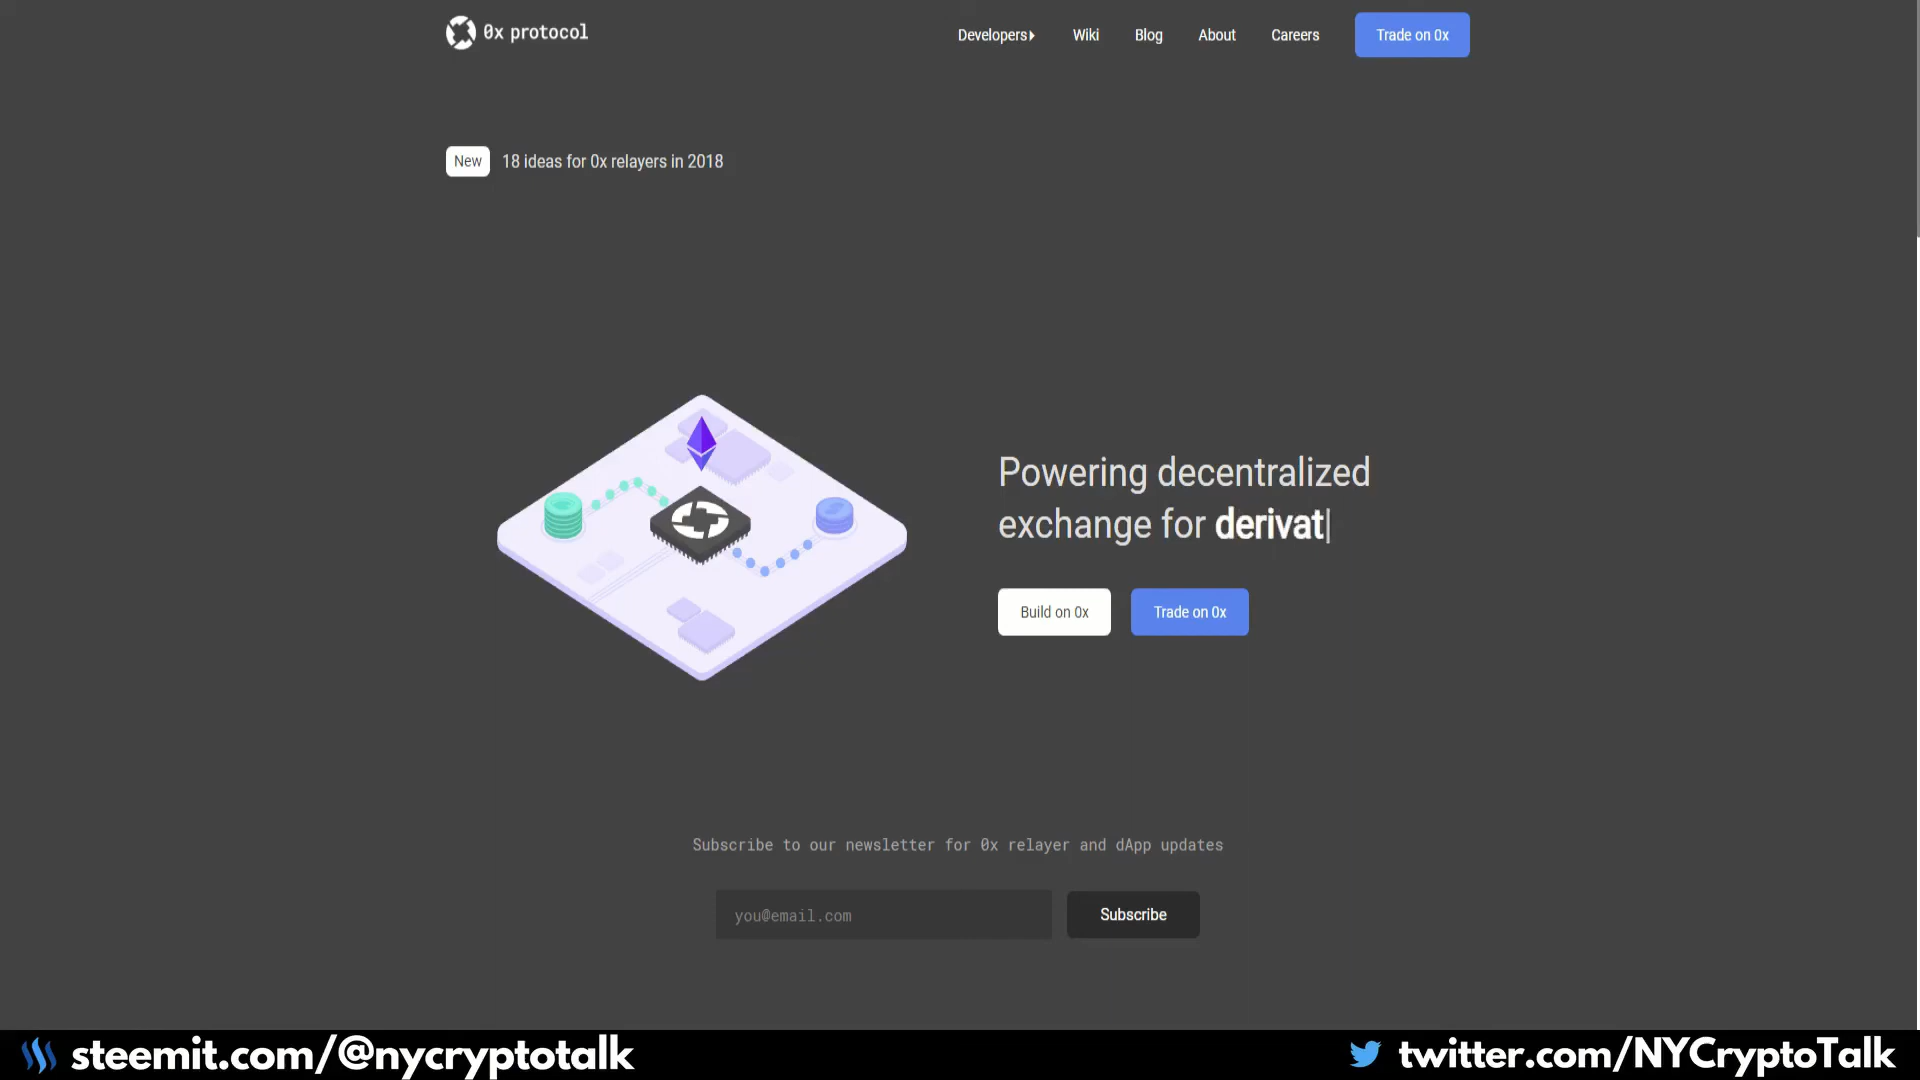 0x protocol
Developers
Wiki
Blog
About
Careers
Trade on 0x
New
18 ideas for 0x relayers in 2018
Powering decentralized
exchange for derivat
Build on 0x
Trade on 0x
Subscribe to our newsletter for 0x relayer and dApp updates
you@email.com
Subscribe
steemit.com/@nycryptotalk
twitter.com/NYCryptoTalk